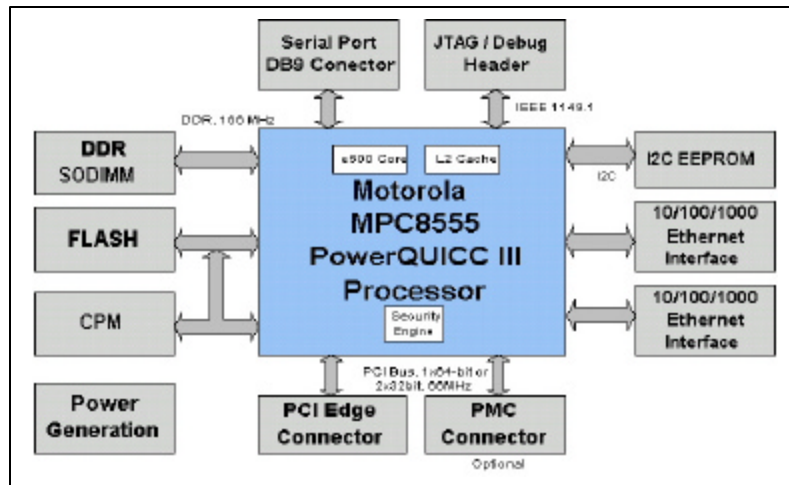 Serial Port
DB9 Conector
JTAG / Debug
Header
IEEE 1149.1
DDR, 166 MHz
DDR
SODIMM
e500 Core
L2 Cache
I2C EEPROM
I2C
Motorola
MPC8555
PowerQUICC III
Processor
FLASH
10/100/1000
Ethernet
Interface
CPM
Security
Engine
10/100/1000
Ethernet
Interface
PCI Bus, 1x64-bit or
2x32bit, 66MHz
Power
Generation
PCI Edge
Connector
PMC
Connector
Optional